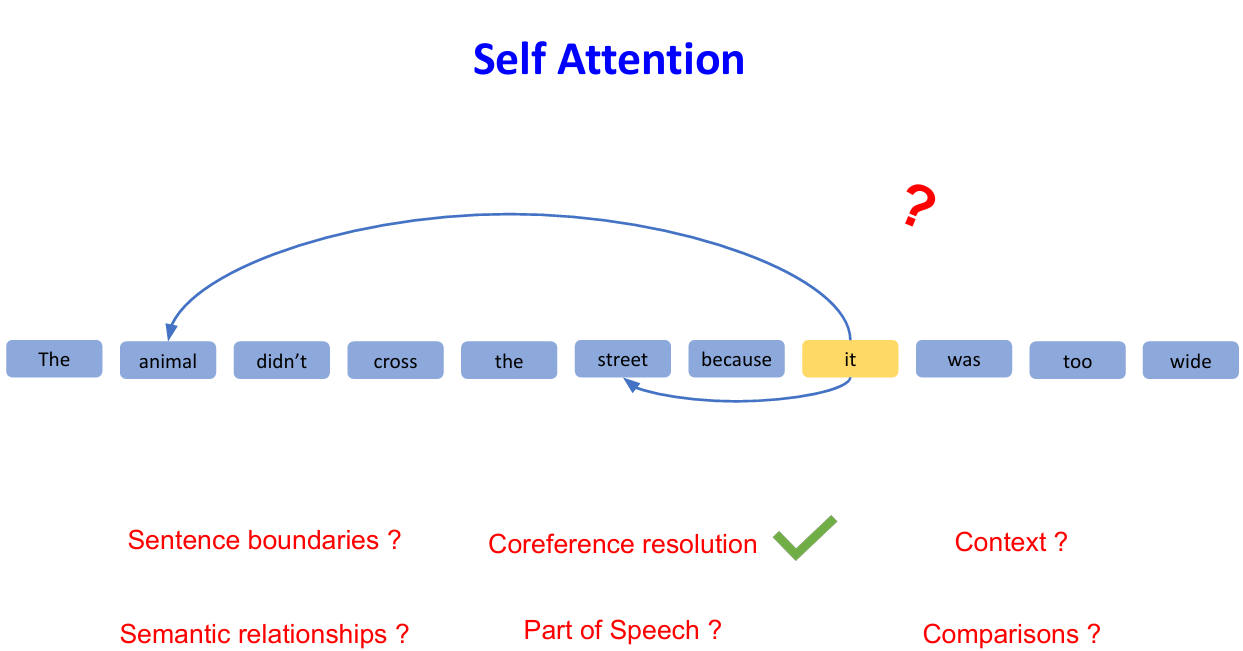 Self Attention
?
The animal didn’t cross the street because it was too wide
Sentence boundaries ? Coreference resolution Context ?
Semantic relationships ? Part of Speech ? Comparisons ?